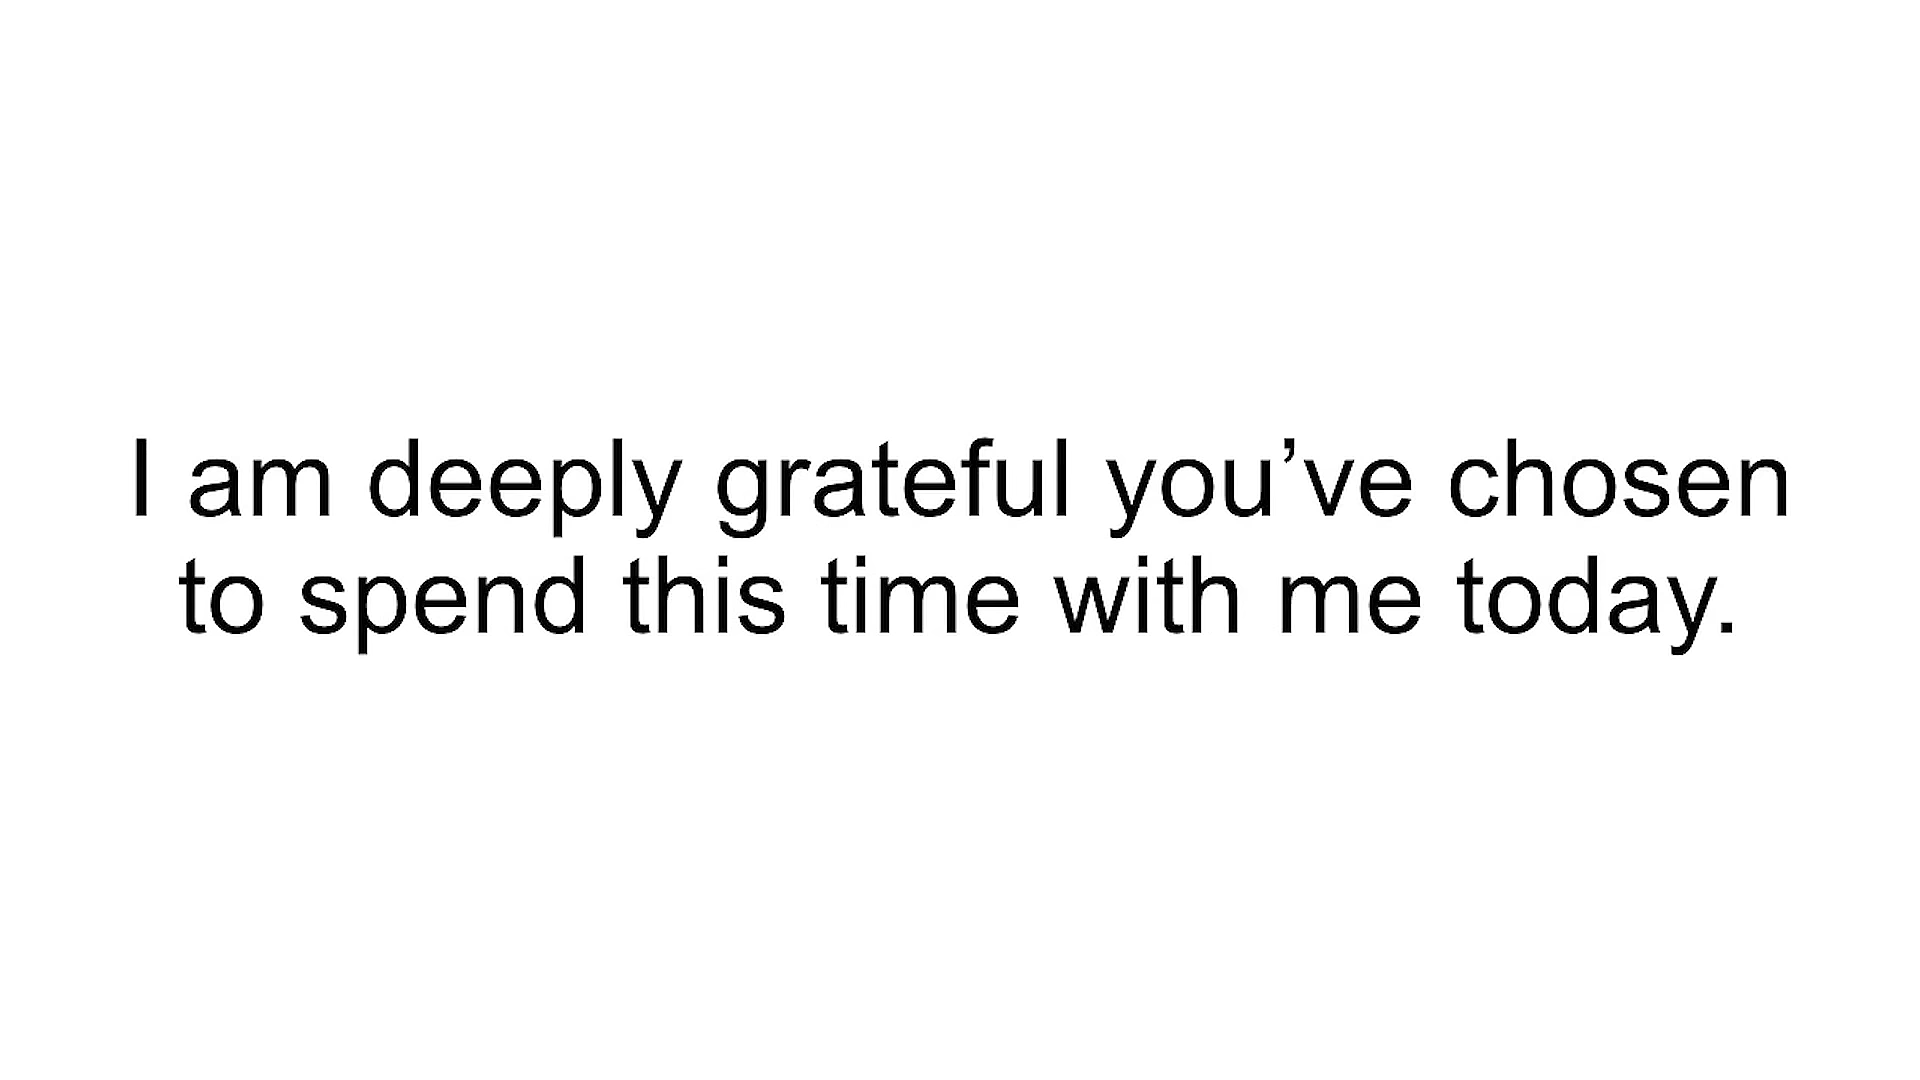 I am deeply grateful you’ve chosen
to spend this time with me today.